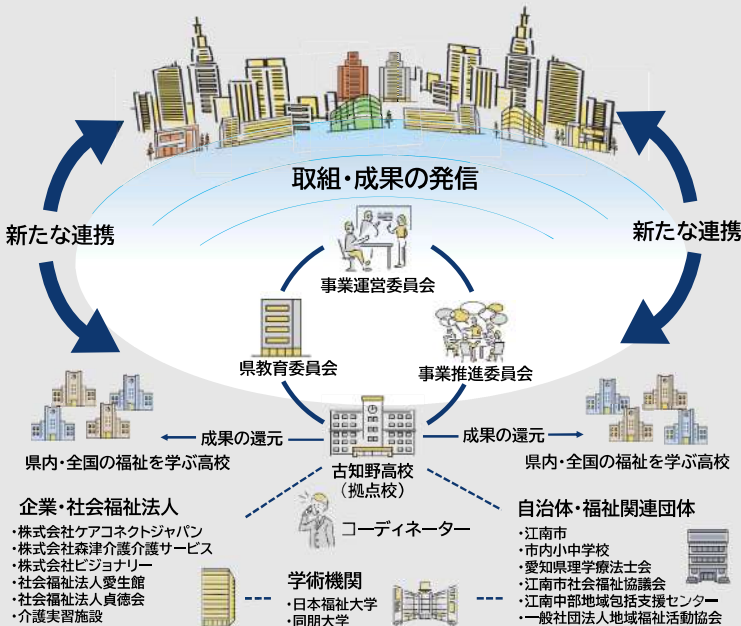 取組・成果の発信
新たな連携
新たな連携
事業運営委員会
県教育委員会
事業推進委員会
成果の還元
成果の還元
県内・全国の福祉を学ぶ高校
古知野高校
（拠点校）
県内・全国の福祉を学ぶ高校
コーディネーター
企業・社会福祉法人
・株式会社ケアコネクトジャパン
・株式会社森津介護介護サービス
・株式会社ビジョナリー
・社会福祉法人愛生館
・社会福祉法人貞徳会
・介護実習施設
学術機関
・日本福祉大学
・同朋大学
自治体・福祉関連団体
・江南市
・市内小中学校
・愛知県理学療法士会
・江南市社会福祉協議会
・江南中部地域包括支援センター
・一般社団法人地域福祉活動協会